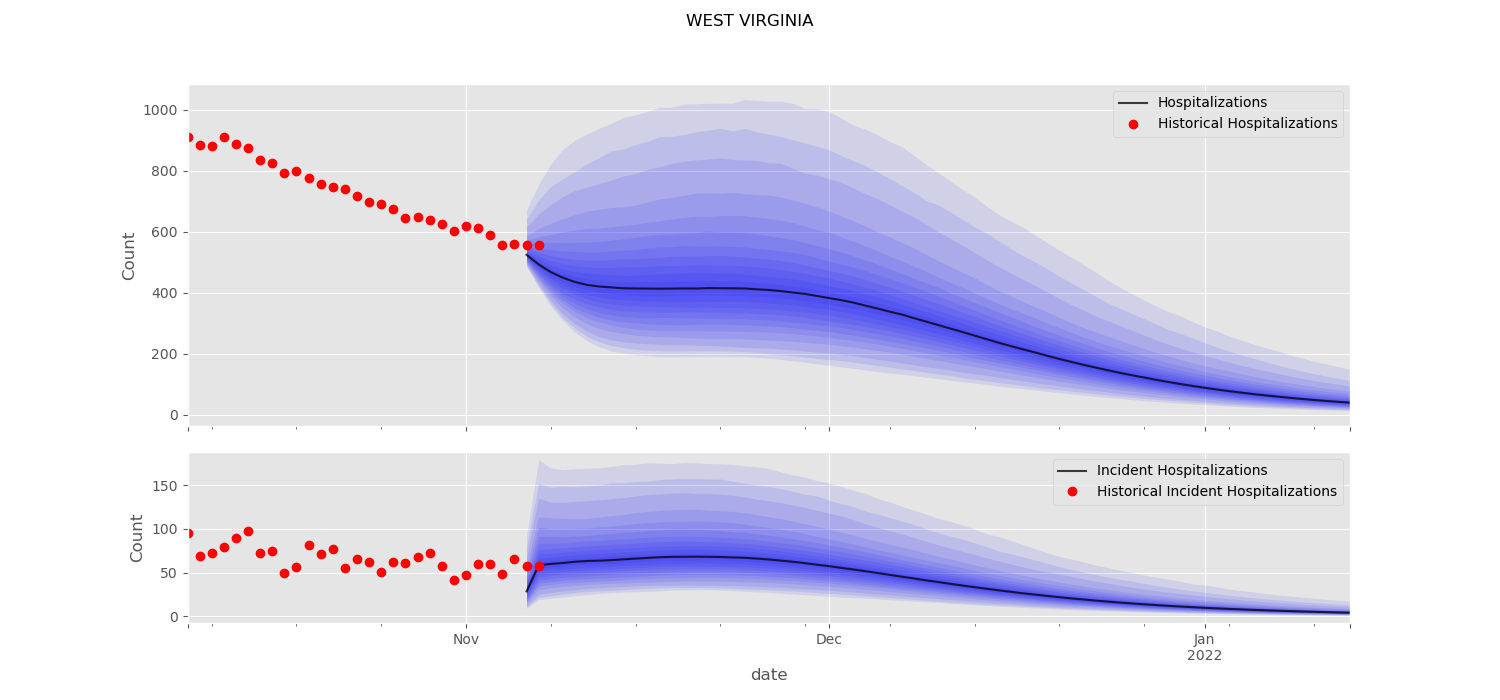 WEST VIRGINIA
1000
800
600
400
200
0
Count
Hospitalizations
Historical Hospitalizations
150
100
50
0
Count
Incident Hospitalizations
Historical Incident Hospitalizations
Nov
Dec
Jan
2022
date